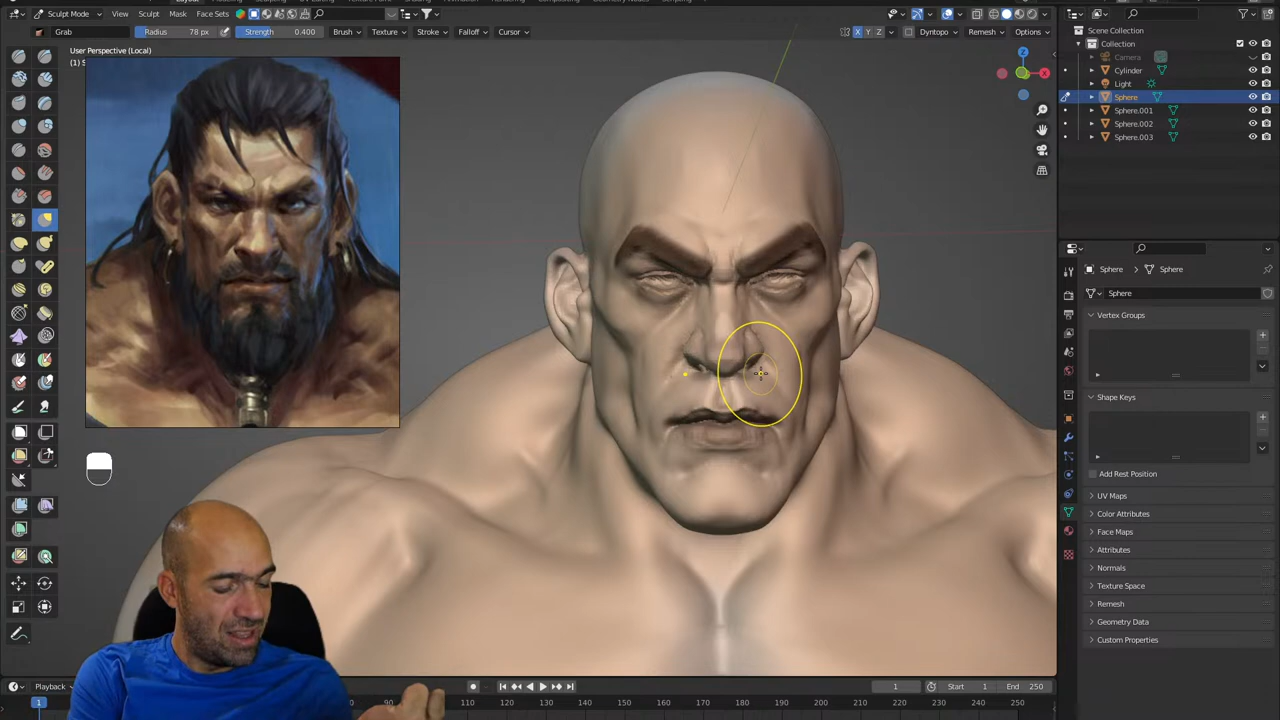 Sculpt Mode View Sculpt Mask Face Sets
Grab Radius 78 px Strength 0.400 Brush Texture Stroke Falloff Cursor X Y Z Dyntopo Remesh Options
User Perspective (Local)
Scene Collection
Collection
Camera
Cylinder
Light
Sphere
Sphere.001
Sphere.002
Sphere.003
Z
X
Sphere Sphere
Sphere
Vertex Groups
Shape Keys
Add Rest Position
UV Maps
Color Attributes
Face Maps
Attributes
Normals
Texture Space
Remesh
Geometry Data
Custom Properties
Playback 1 Start 1 End 250
1 90 110 120 130 140 150 160 170 180 190 200 210 220 230 240 250